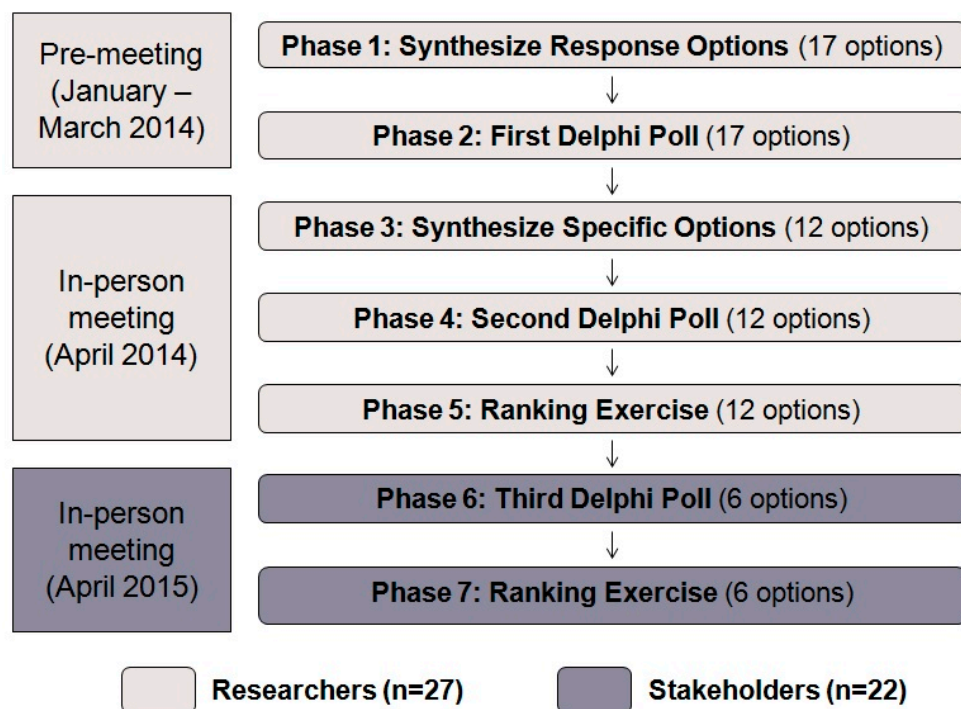 Pre-meeting
(January –
March 2014)
Phase 1: Synthesize Response Options (17 options)
Phase 2: First Delphi Poll (17 options)
In-person
meeting
(April 2014)
Phase 3: Synthesize Specific Options (12 options)
Phase 4: Second Delphi Poll (12 options)
Phase 5: Ranking Exercise (12 options)
In-person
meeting
(April 2015)
Phase 6: Third Delphi Poll (6 options)
Phase 7: Ranking Exercise (6 options)
Researchers (n=27)
Stakeholders (n=22)